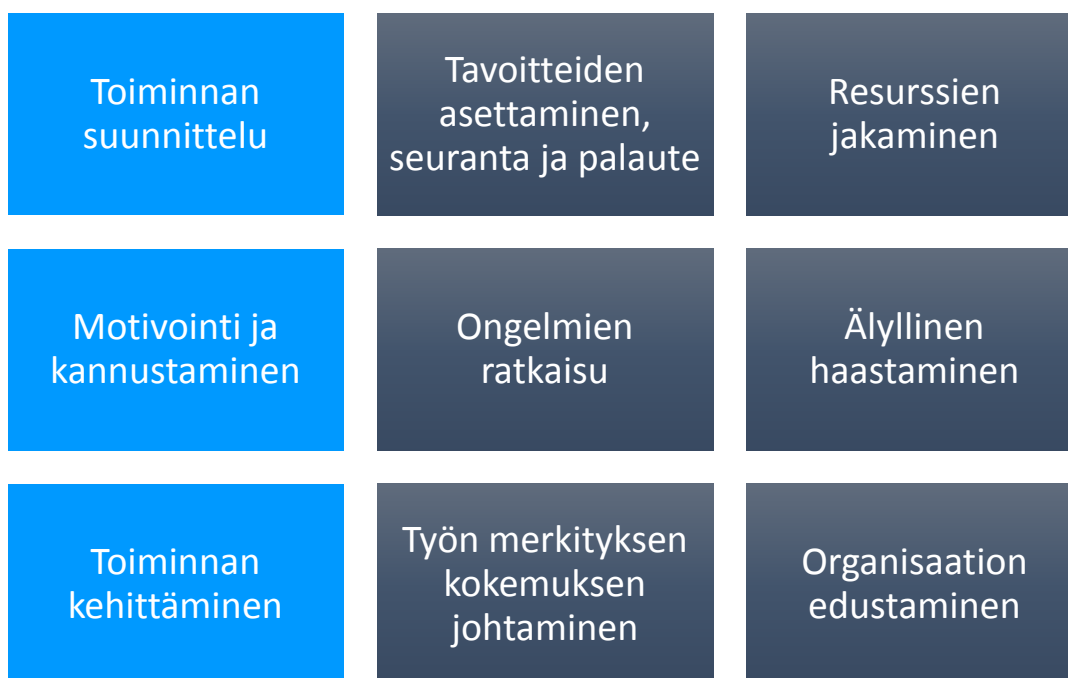 Toiminnan
suunnittelu
Tavoitteiden
asettaminen,
seuranta ja palaute
Resurssien
jakaminen
Motivointi ja
kannustaminen
Ongelmien
ratkaisu
Älyllinen
haastaminen
Toiminnan
kehittäminen
Työn merkityksen
kokemuksen
johtaminen
Organisaation
edustaminen